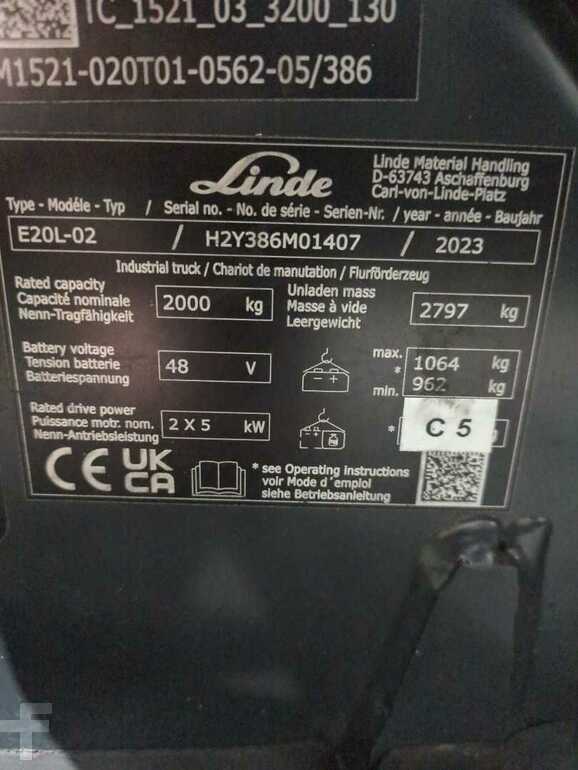 TC_1521_03_3200_130
M1521-020T01-0562-05/386
Linde
Linde Material Handling
D-63743 Aschaffenburg
Carl-von-Linde-Platz
Type - Modéle - Typ / Serial no. - No. de série - Serien-Nr. / year - année - Baujahr
E20L-02 / H2Y386M01407 / 2023
Industrial truck / Chariot de manutation / Flurförderzeug
Rated capacity
Capacité nominale
Nenn-Tragfähigkeit
2000 kg
Unladen mass
Masse à vide
Leergewicht
2797 kg
Battery voltage
Tension batterie
Batteriespannung
48 V
max. 1064 kg
*
min. 962
Rated drive power
Puissance motr. nom.
Nenn-Antriebsleistung
2 X 5 kW
*
C 5
CE UK
CA
* see Operating instructions
voir Mode d´emploi
siehe Betriebsanleitung